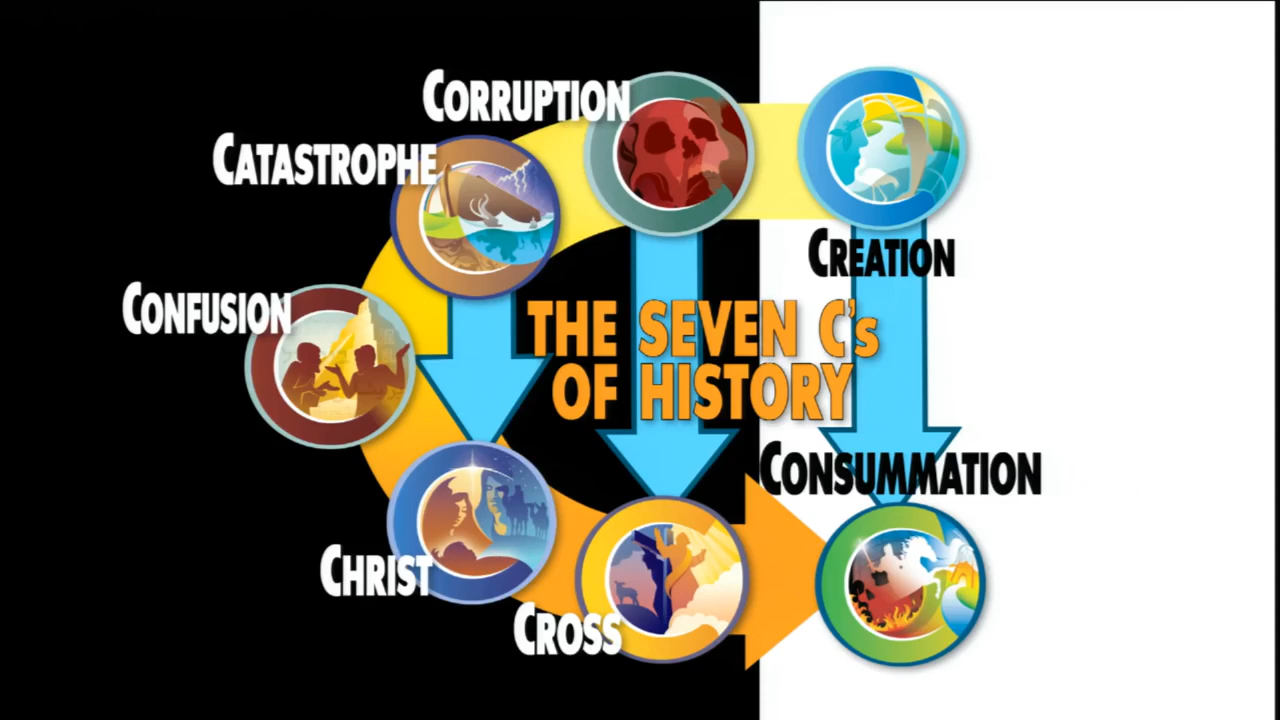 CORRUPTION
CREATION
CATASTROPHE
CONFUSION
THE SEVEN C's
OF HISTORY
CONSUMMATION
CHRIST
CROSS